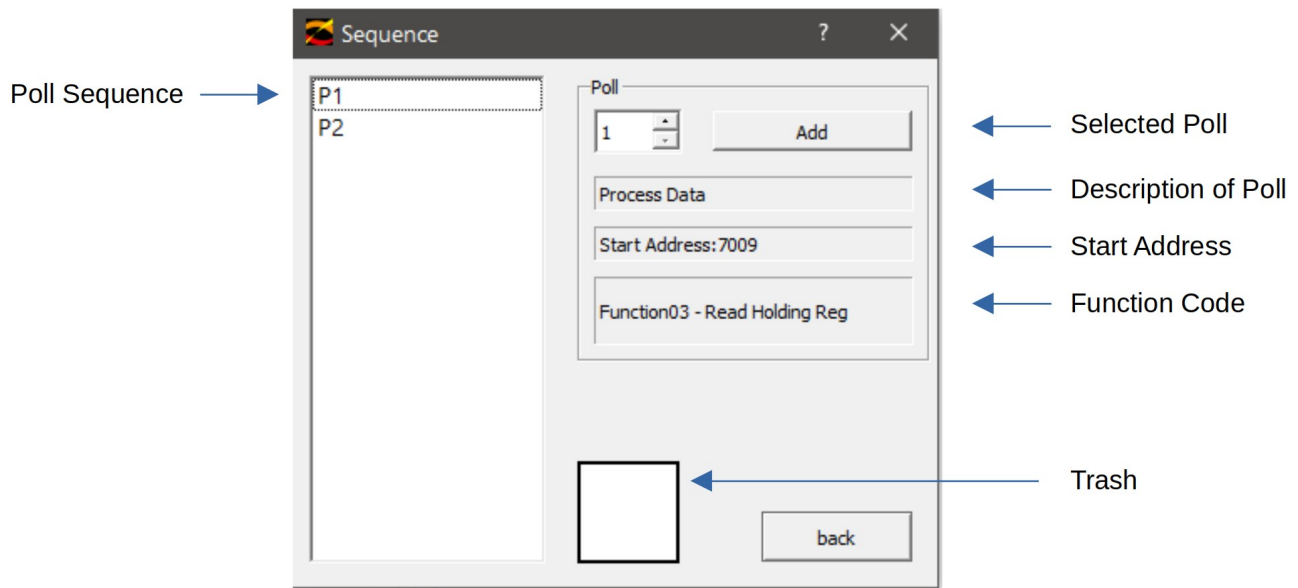 Sequence
?
Poll Sequence
P1
P2
Poll
1
Add
Selected Poll
Process Data
Description of Poll
Start Address:7009
Start Address
Function03 - Read Holding Reg
Function Code
Trash
back